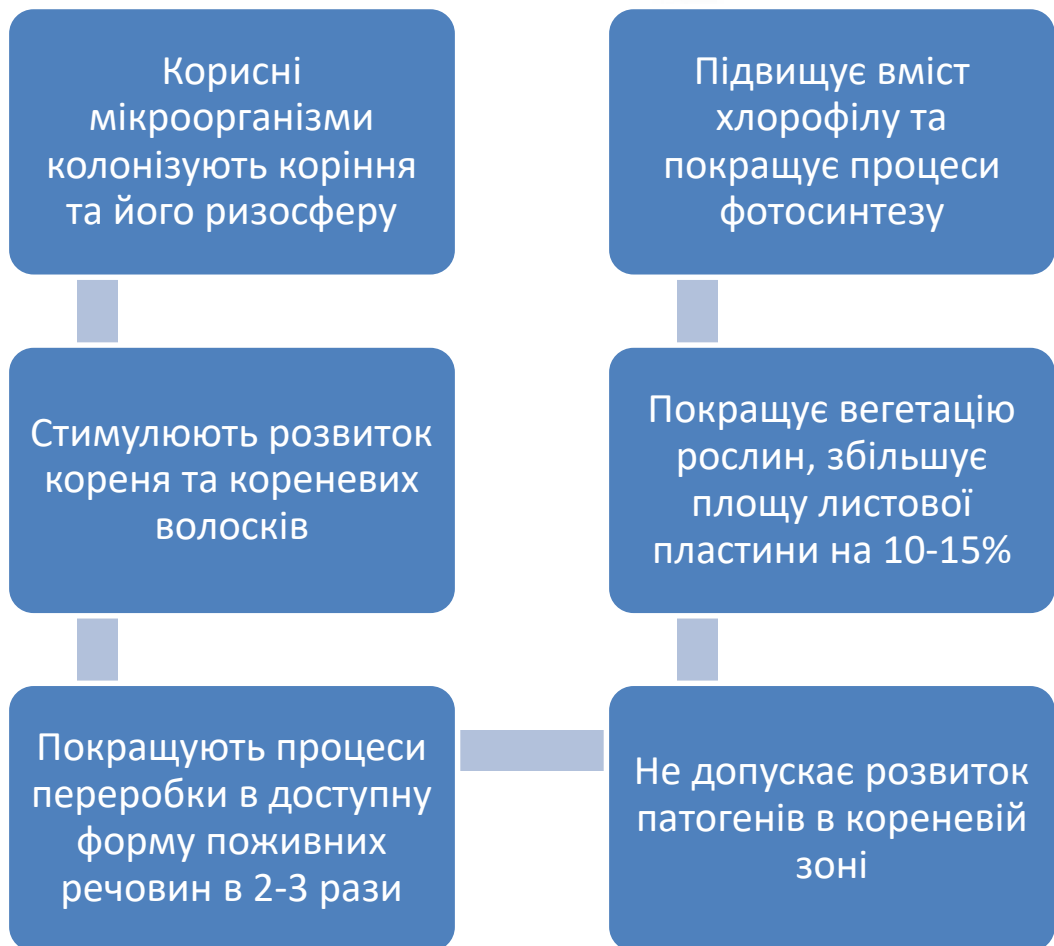 Корисні
мікроорганізми
колонізують коріння
та його ризосферу
Стимулюють розвиток
кореня та кореневих
волосків
Покращують процеси
переробки в доступну
форму поживних
речовин в 2-3 рази
Не допускає розвиток
патогенів в кореневій
зоні
Покращує вегетацію
рослин, збільшує
площу листової
пластини на 10-15%
Підвищує вміст
хлорофілу та
покращує процеси
фотосинтезу